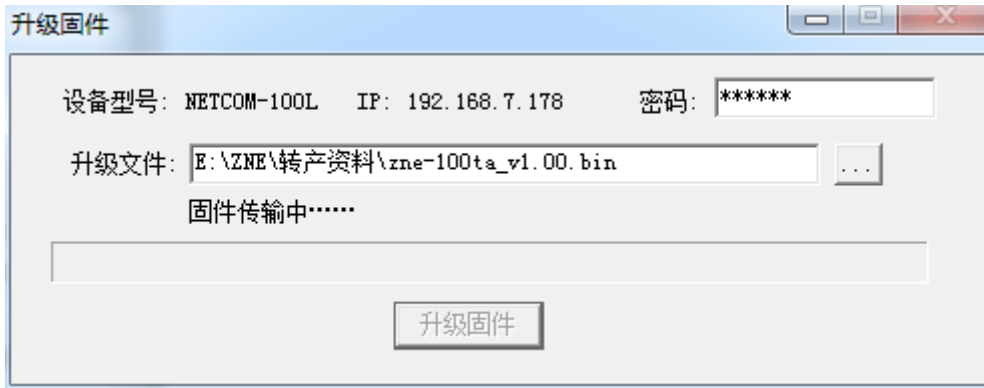 升级固件
设备型号: NETCOM-100L IP: 192.168.7.178 密码: ******
升级文件: E:\ZNE\转产资料\zne-100ta_v1.00.bin ...
固件传输中……
升级固件